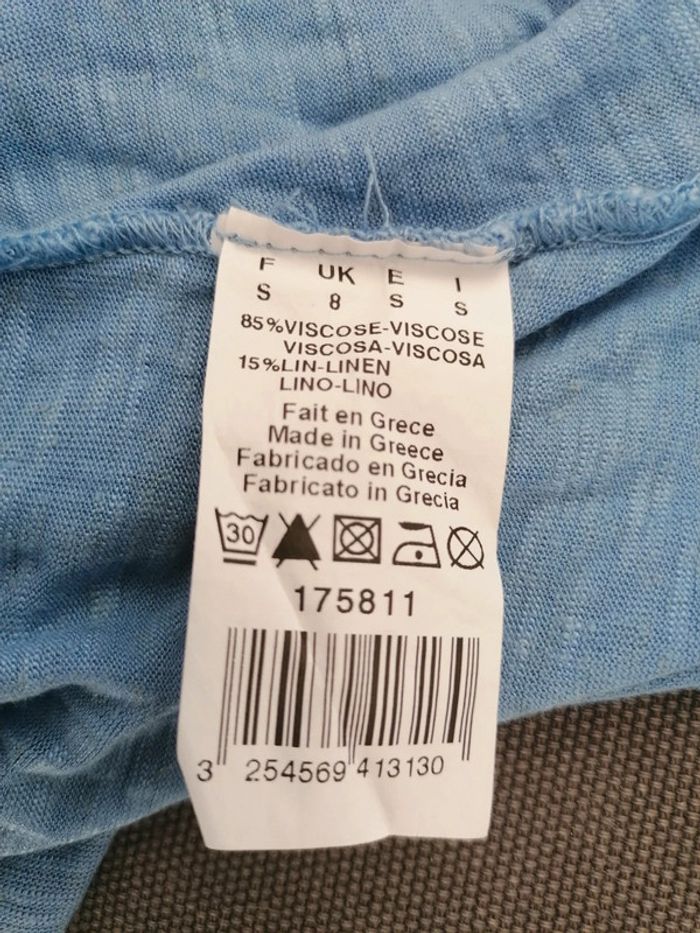 F UK E I
S 8 S S
85%VISCOSE-VISCOSE
VISCOSA-VISCOSA
15%LIN-LINEN
LINO-LINO
Fait en Grece
Made in Greece
Fabricado en Grecia
Fabricato in Grecia
30
175811
3 254569 413130